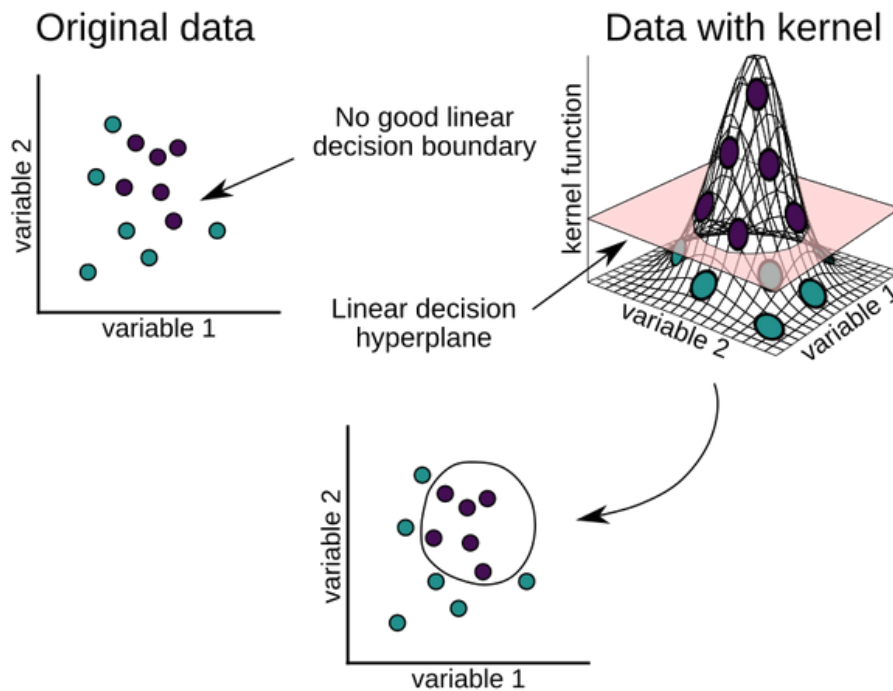 Original data
Data with kernel
variable 2
variable 1
No good linear
decision boundary
kernel function
variable 2
variable 1
Linear decision
hyperplane
variable 2
variable 1